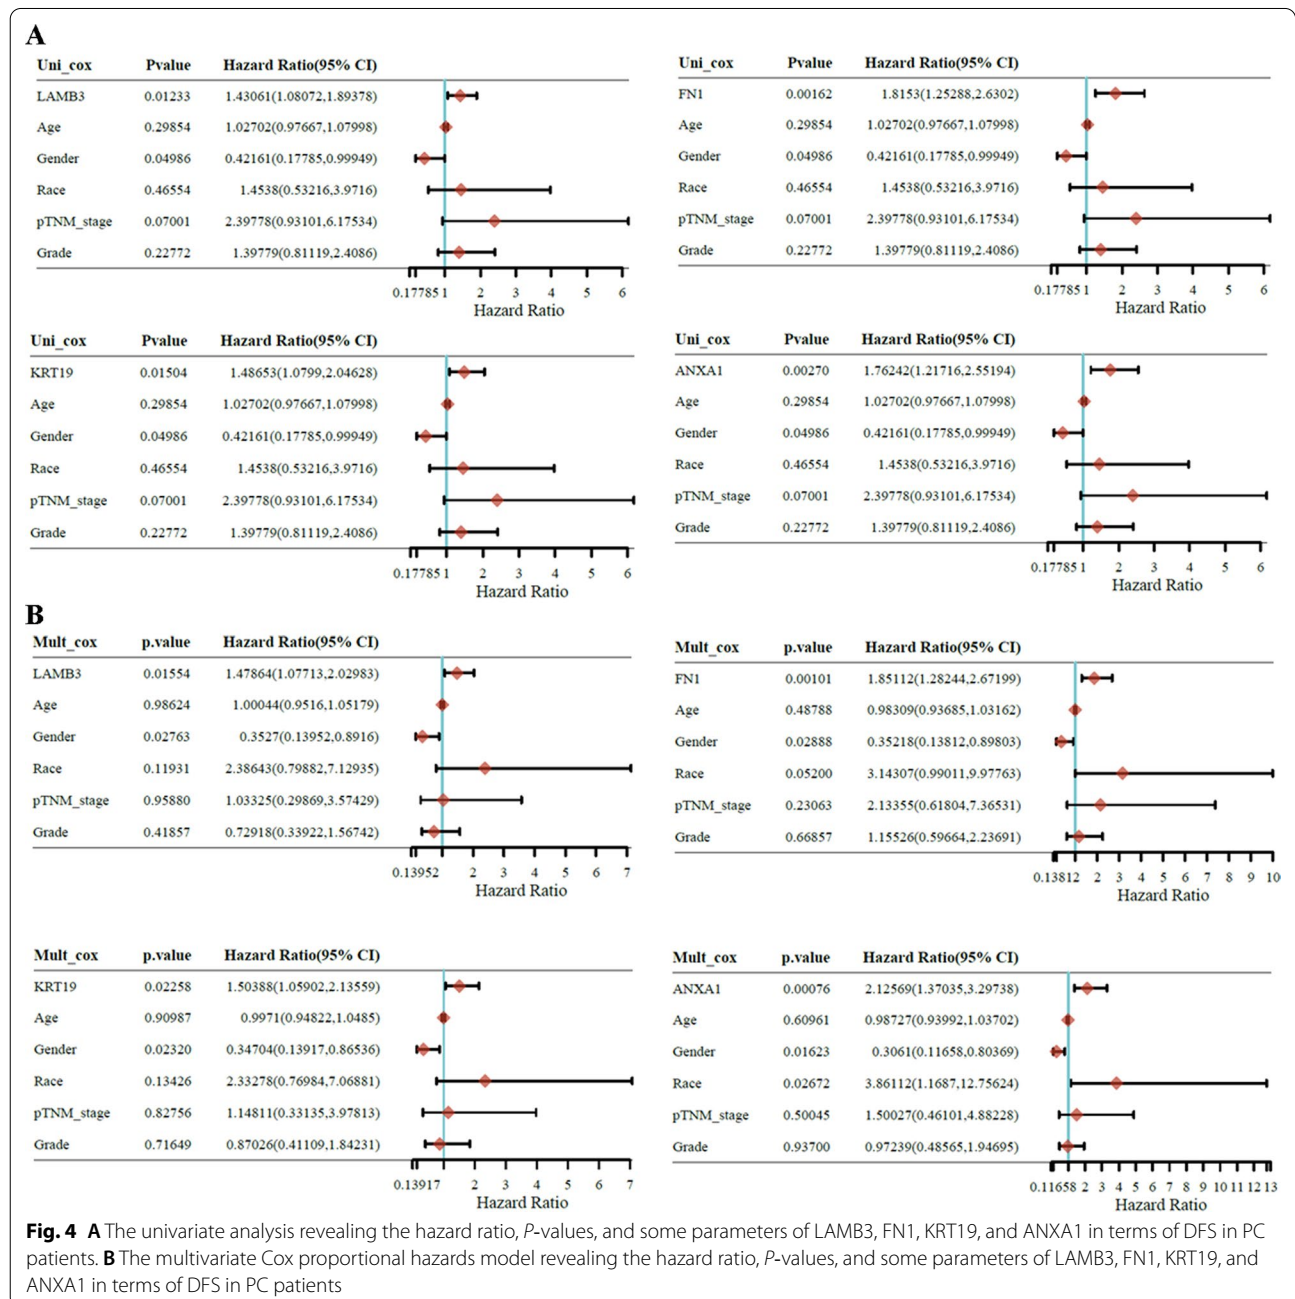 A
Uni_cox Pvalue Hazard Ratio(95% CI)
LAMB3 0.01233 1.43061(1.08072,1.89378)
Age 0.29854 1.02702(0.97667,1.07998)
Gender 0.04986 0.42161(0.17785,0.99949)
Race 0.46554 1.4538(0.53216,3.9716)
pTNM_stage 0.07001 2.39778(0.93101,6.17534)
Grade 0.22772 1.39779(0.81119,2.4086)
0.17785 1 2 3 4 5 6
Hazard Ratio
Uni_cox Pvalue Hazard Ratio(95% CI)
FN1 0.00162 1.8153(1.25288,2.6302)
Age 0.29854 1.02702(0.97667,1.07998)
Gender 0.04986 0.42161(0.17785,0.99949)
Race 0.46554 1.4538(0.53216,3.9716)
pTNM_stage 0.07001 2.39778(0.93101,6.17534)
Grade 0.22772 1.39779(0.81119,2.4086)
0.17785 1 2 3 4 5 6
Hazard Ratio
Uni_cox Pvalue Hazard Ratio(95% CI)
KRT19 0.01504 1.48653(1.0799,2.04628)
Age 0.29854 1.02702(0.97667,1.07998)
Gender 0.04986 0.42161(0.17785,0.99949)
Race 0.46554 1.4538(0.53216,3.9716)
pTNM_stage 0.07001 2.39778(0.93101,6.17534)
Grade 0.22772 1.39779(0.81119,2.4086)
0.17785 1 2 3 4 5 6
Hazard Ratio
Uni_cox Pvalue Hazard Ratio(95% CI)
ANXA1 0.00270 1.76242(1.21716,2.55194)
Age 0.29854 1.02702(0.97667,1.07998)
Gender 0.04986 0.42161(0.17785,0.99949)
Race 0.46554 1.4538(0.53216,3.9716)
pTNM_stage 0.07001 2.39778(0.93101,6.17534)
Grade 0.22772 1.39779(0.81119,2.4086)
0.17785 1 2 3 4 5 6
Hazard Ratio
B
Mult_cox p.value Hazard Ratio(95% CI)
LAMB3 0.01554 1.47864(1.07713,2.02983)
Age 0.98624 1.00044(0.9516,1.05179)
Gender 0.02763 0.3527(0.13952,0.8916)
Race 0.11931 2.38643(0.79882,7.12935)
pTNM_stage 0.95880 1.03325(0.29869,3.57429)
Grade 0.41857 0.72918(0.33922,1.56742)
0.13952 2 3 4 5 6 7
Hazard Ratio
Mult_cox p.value Hazard Ratio(95% CI)
FN1 0.00101 1.85112(1.28244,2.67199)
Age 0.48788 0.98309(0.93685,1.03162)
Gender 0.02888 0.35218(0.13812,0.89803)
Race 0.05200 3.14307(0.99011,9.97763)
pTNM_stage 0.23063 2.13355(0.61804,7.36531)
Grade 0.66857 1.15526(0.59664,2.23691)
0.13812 2 3 4 5 6 7 8 9 10
Hazard Ratio
Mult_cox p.value Hazard Ratio(95% CI)
KRT19 0.02258 1.50388(1.05902,2.13559)
Age 0.90987 0.9971(0.94822,1.0485)
Gender 0.02320 0.34704(0.13917,0.86536)
Race 0.13426 2.33278(0.76984,7.06881)
pTNM_stage 0.82756 1.14811(0.33135,3.97813)
Grade 0.71649 0.87026(0.41109,1.84231)
0.13917 2 3 4 5 6 7
Hazard Ratio
Mult_cox p.value Hazard Ratio(95% CI)
ANXA1 0.00076 2.12569(1.37035,3.29738)
Age 0.60961 0.98727(0.93992,1.03702)
Gender 0.01623 0.3061(0.11658,0.80369)
Race 0.02672 3.86112(1.1687,12.75624)
pTNM_stage 0.50045 1.50027(0.46101,4.88228)
Grade 0.93700 0.97239(0.48565,1.94695)
0.11658 2 3 4 5 6 7 8 9 10 11 12 13
Hazard Ratio
Fig. 4 A The univariate analysis revealing the hazard ratio, P-values, and some parameters of LAMB3, FN1, KRT19, and ANXA1 in terms of DFS in PC
patients. B The multivariate Cox proportional hazards model revealing the hazard ratio, P-values, and some parameters of LAMB3, FN1, KRT19, and
ANXA1 in terms of DFS in PC patients